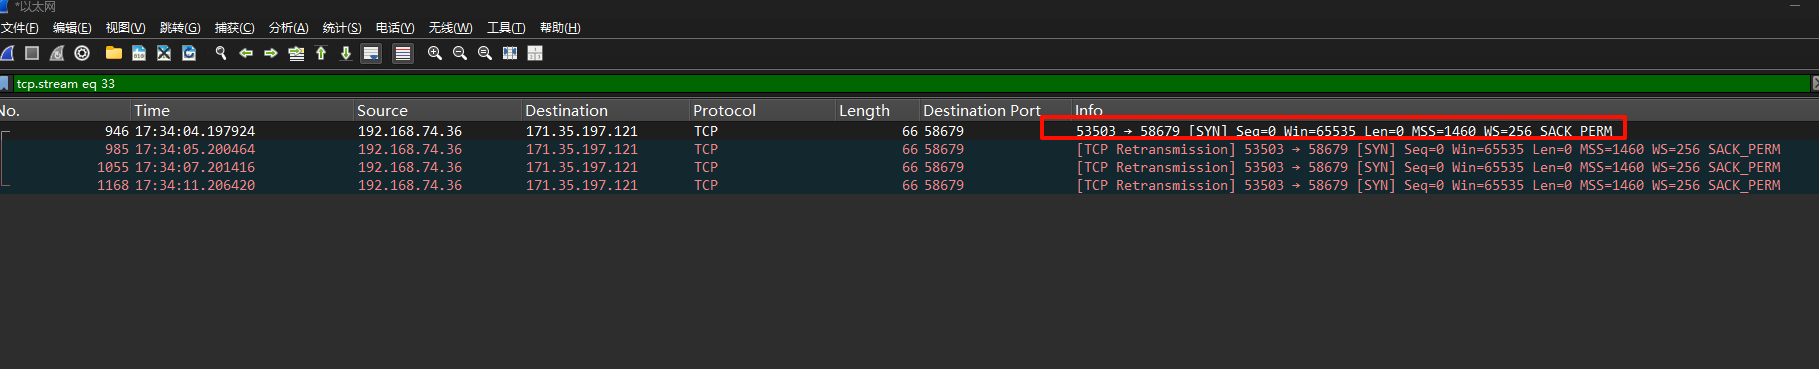 *以太网
文件(F) 编辑(E) 视图(V) 跳转(G) 捕获(C) 分析(A) 统计(S) 电话(Y) 无线(W) 工具(T) 帮助(H)
tcp.stream eq 33
No. Time Source Destination Protocol Length Destination Port Info
946 17:34:04.197924 192.168.74.36 171.35.197.121 TCP 66 58679 53503 → 58679 [SYN] Seq=0 Win=65535 Len=0 MSS=1460 WS=256 SACK_PERM
985 17:34:05.200464 192.168.74.36 171.35.197.121 TCP 66 58679 [TCP Retransmission] 53503 → 58679 [SYN] Seq=0 Win=65535 Len=0 MSS=1460 WS=256 SACK_PERM
1055 17:34:07.201416 192.168.74.36 171.35.197.121 TCP 66 58679 [TCP Retransmission] 53503 → 58679 [SYN] Seq=0 Win=65535 Len=0 MSS=1460 WS=256 SACK_PERM
1168 17:34:11.206420 192.168.74.36 171.35.197.121 TCP 66 58679 [TCP Retransmission] 53503 → 58679 [SYN] Seq=0 Win=65535 Len=0 MSS=1460 WS=256 SACK_PERM